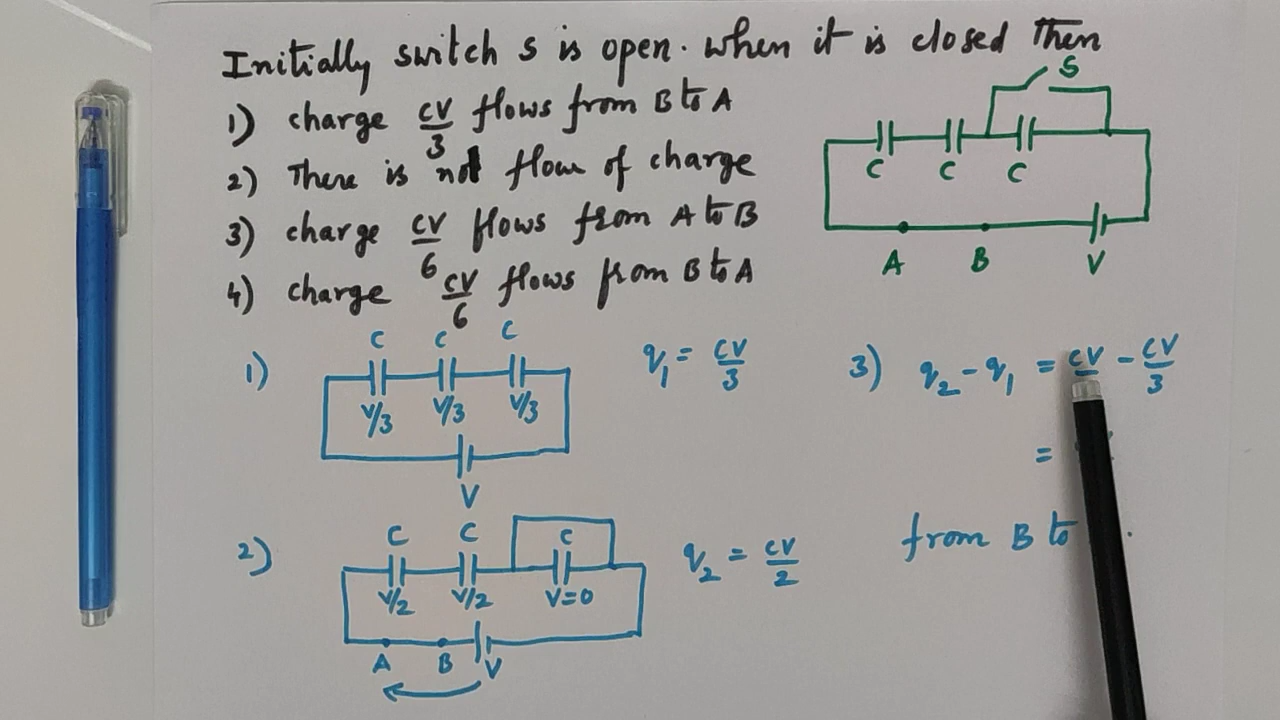 Initially switch s is open. when it is closed Then
1) charge CV/3 flows from B to A
2) There is not flow of charge
3) charge CV/6 flows from A to B
4) charge CV/6 flows from B to A
S
C C C
A B V
1)
C C C
V/3 V/3 V/3
V
q₁ = CV/3
2)
C C C
V/2 V/2 V=0
A B V
q₂ = CV/2
3) q₂ - q₁ = CV - CV/3
=
from B to